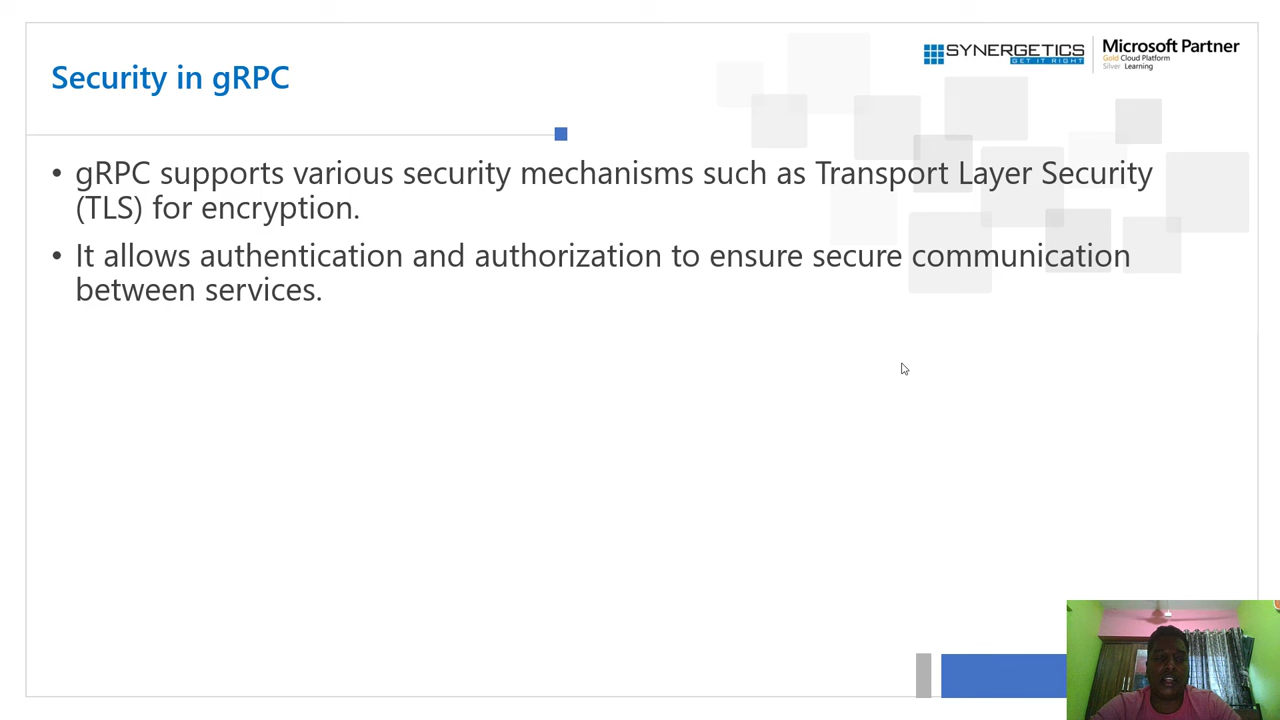 SYNERGETICS
GET IT RIGHT
Microsoft Partner
Gold Cloud Platform
Silver Learning
Security in gRPC
• gRPC supports various security mechanisms such as Transport Layer Security
(TLS) for encryption.
• It allows authentication and authorization to ensure secure communication
between services.